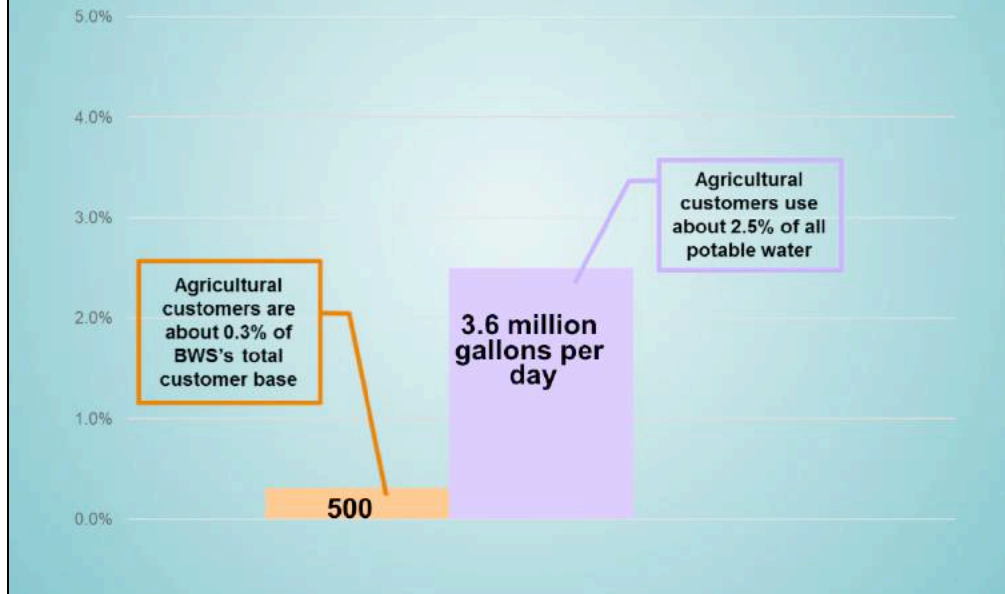 5.0%
4.0%
Agricultural
customers use
about 2.5% of all
potable water
3.0%
Agricultural
customers are
about 0.3% of
BWS's total
customer base
2.0%
3.6 million
gallons per
day
1.0%
500
0.0%